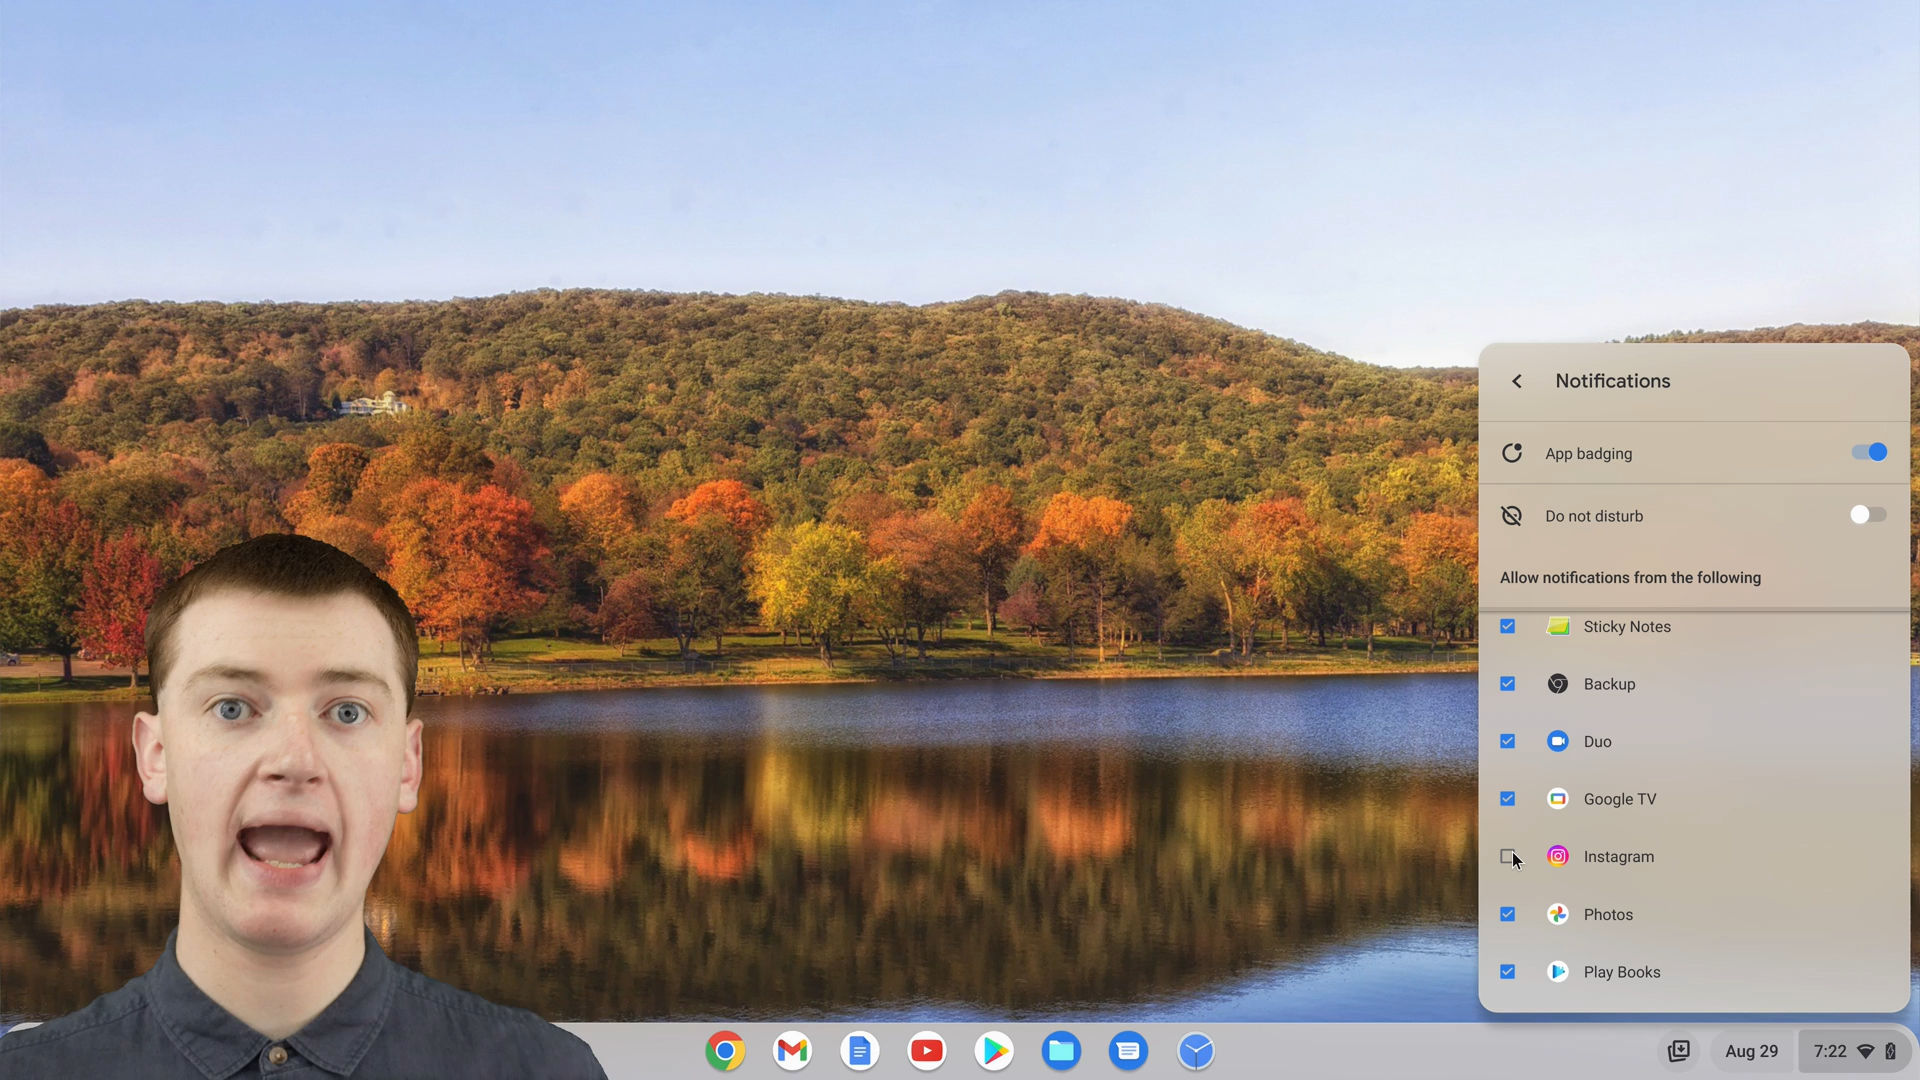 Notifications
App badging
Do not disturb
Allow notifications from the following
Sticky Notes
Backup
Duo
Google TV
Instagram
Photos
Play Books
Aug 29
7:22